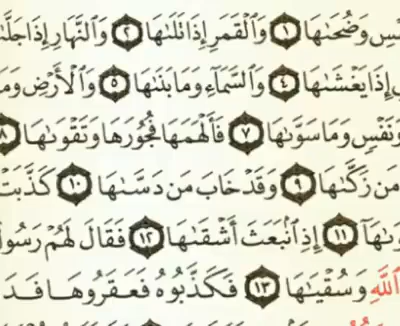 وَضُحَىٰهَا ١ وَٱلْقَمَرِ إِذَا تَلَىٰهَا ٢ وَٱلنَّهَارِ إِذَا
إِذَا يَغْشَىٰهَا ٤ وَٱلسَّمَآءِ وَمَا بَنَىٰهَا ٥ وَٱلْأَرْضِ
وَنَفْسٍ وَمَا سَوَّىٰهَا ٧ فَأَلْهَمَهَا فُجُورَهَا وَتَقْوَىٰهَا ٨
مَن زَكَّىٰهَا ٩ وَقَدْ خَابَ مَن دَسَّىٰهَا ١٠ كَذَّبَتْ
١١ إِذِ ٱنۢبَعَثَ أَشْقَىٰهَا ١٢ فَقَالَ لَهُمْ
ٱللَّهِ وَسُقْيَٰهَا ١٣ فَكَذَّبُوهُ فَعَقَرُوهَا